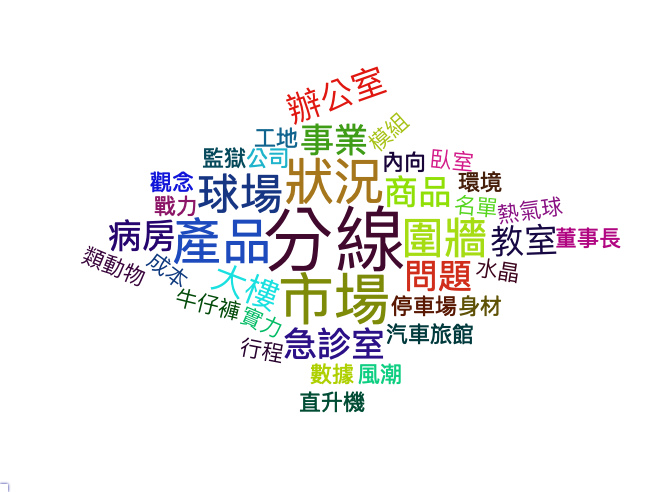 辦公室
工地
事業
模組
監獄
公司
狀況
內向
臥室
觀念
球場
商品
環境
戰力
名單
熱氣球
病房
產品
分線
圍牆
教室
董事長
類動物
成本
大樓
市場
問題
水晶
牛仔褲
實力
停車場
身材
行程
急診室
汽車旅館
數據
風潮
直升機